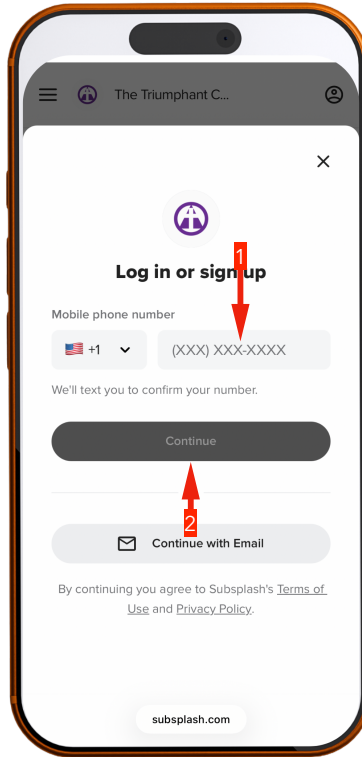 The Triumphant C...
1
Log in or sign up
Mobile phone number
+1 (XXX) XXX-XXXX
We'll text you to confirm your number.
Continue
2
Continue with Email
By continuing you agree to Subsplash's Terms of
Use and Privacy Policy.
subsplash.com